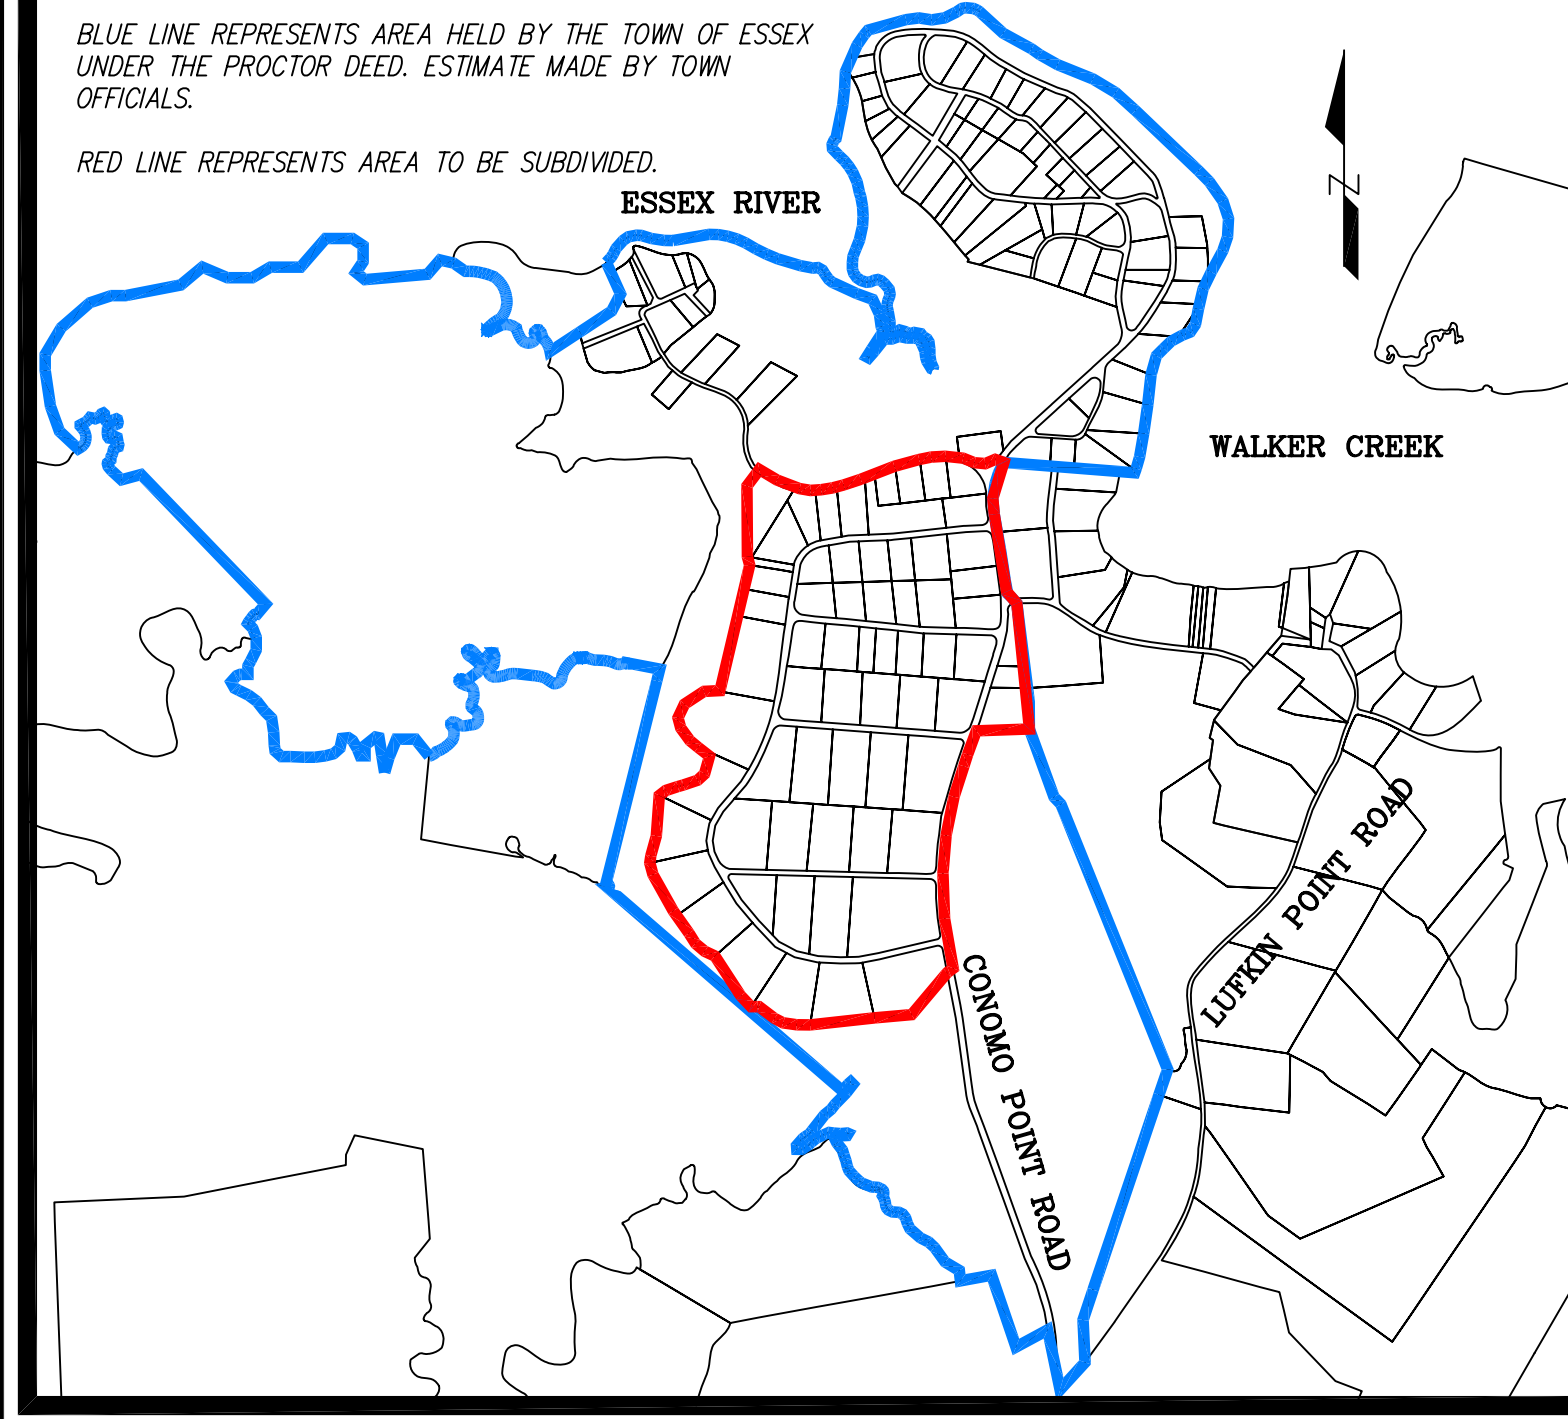 BLUE LINE REPRESENTS AREA HELD BY THE TOWN OF ESSEX
UNDER THE PROCTOR DEED. ESTIMATE MADE BY TOWN
OFFICIALS.
RED LINE REPRESENTS AREA TO BE SUBDIVIDED.
ESSEX RIVER
N
WALKER CREEK
LUFKIN POINT ROAD
CONOMO POINT ROAD